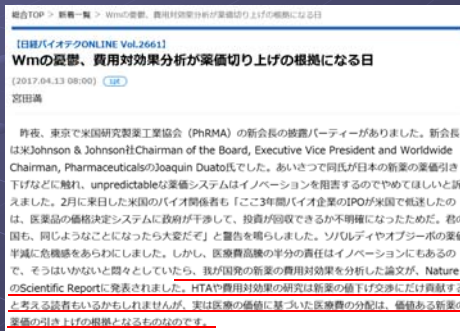 総合TOP > 新着一覧 > Wmの憂鬱、費用対効果分析が薬価切り上げの根拠になる日
【日経バイオテクONLINE Vol.2661】
Wmの憂鬱、費用対効果分析が薬価切り上げの根拠になる日
(2017.04.13 08:00) spt
宮田満
昨夜、東京で米国研究製薬工業協会（PhRMA）の新会長の披露パーティーがありました。新会長
は米Johnson & Johnson社Chairman of the Board, Executive Vice President and Worldwide
Chairman, PharmaceuticalsのJoaquin Duato氏でした。あいさつで同氏が日本の新薬の薬価引き
下げなどに触れ、unpredictableな薬価システムはイノベーションを阻害するのでやめてほしいと訴
えました。2月に来日した米国のバイオ関係者も「ここ3年間バイオ企業のIPOが米国で低迷したの
は、医薬品の価格決定システムに政府が干渉して、投資が回収できるか不明確になったためだ。君の
国も、同じようなことになったら大変だぞ」と警告を鳴らしました。ソバルディやオプジーボの薬価
半減に危機感をあらわにしました。しかし、医療費高騰の半分の責任はイノベーションにもあるの
で、そうはいかないと悶々としていたら、我が国発の新薬の費用対効果を分析した論文が、Nature
のScientific Reportに発表されました。HTAや費用対効果の研究は新薬の値下げ交渉にだけ貢献する
と考える読者もいるかもしれませんが、実は医療の価値に基づいた医療費の分配は、価値ある新薬の
薬価の引き上げの根拠となるものなのです。